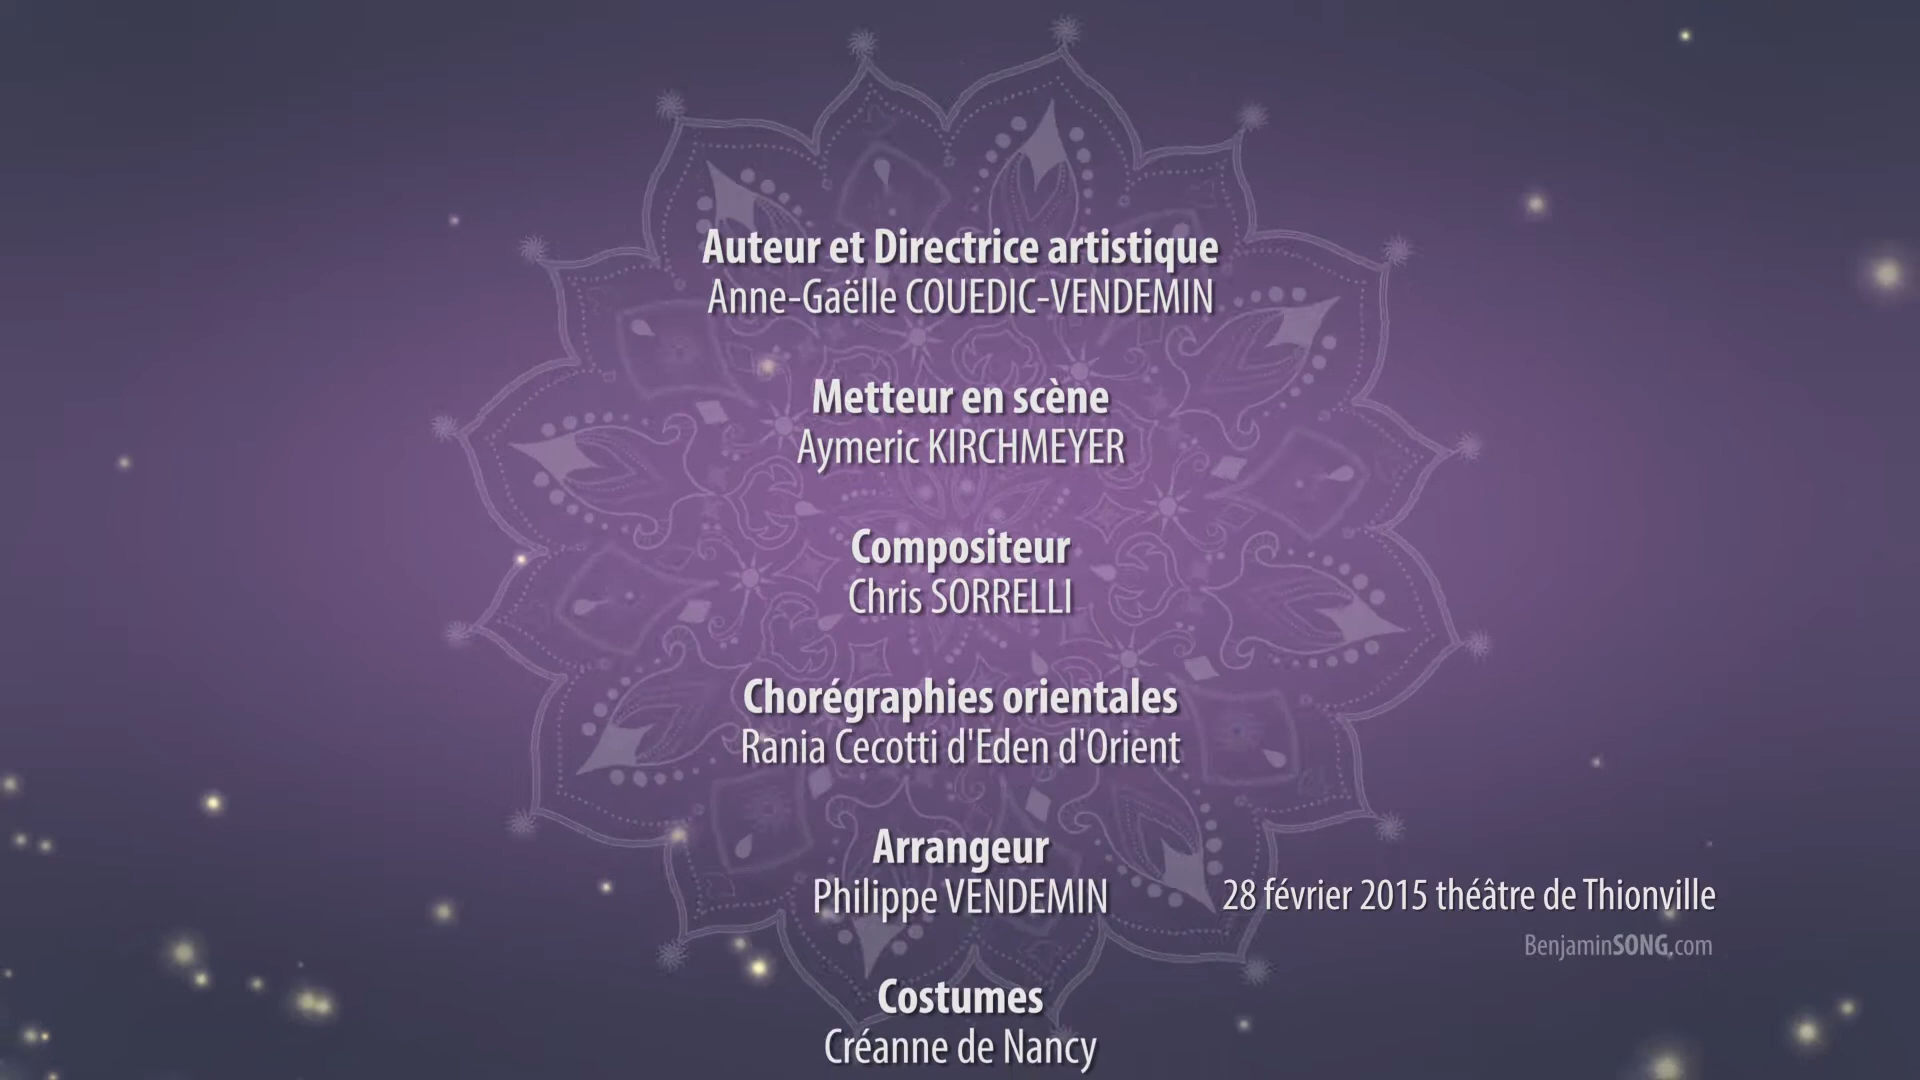 Auteur et Directrice artistique
Anne-Gaëlle COUEDIC-VENDEMIN
Metteur en scène
Aymeric KIRCHMEYER
Compositeur
Chris SORRELLI
Chorégraphies orientales
Rania Cecotti d'Eden d'Orient
Arrangeur
Philippe VENDEMIN
28 février 2015 théâtre de Thionville
BenjaminSONG.com
Costumes
Créanne de Nancy